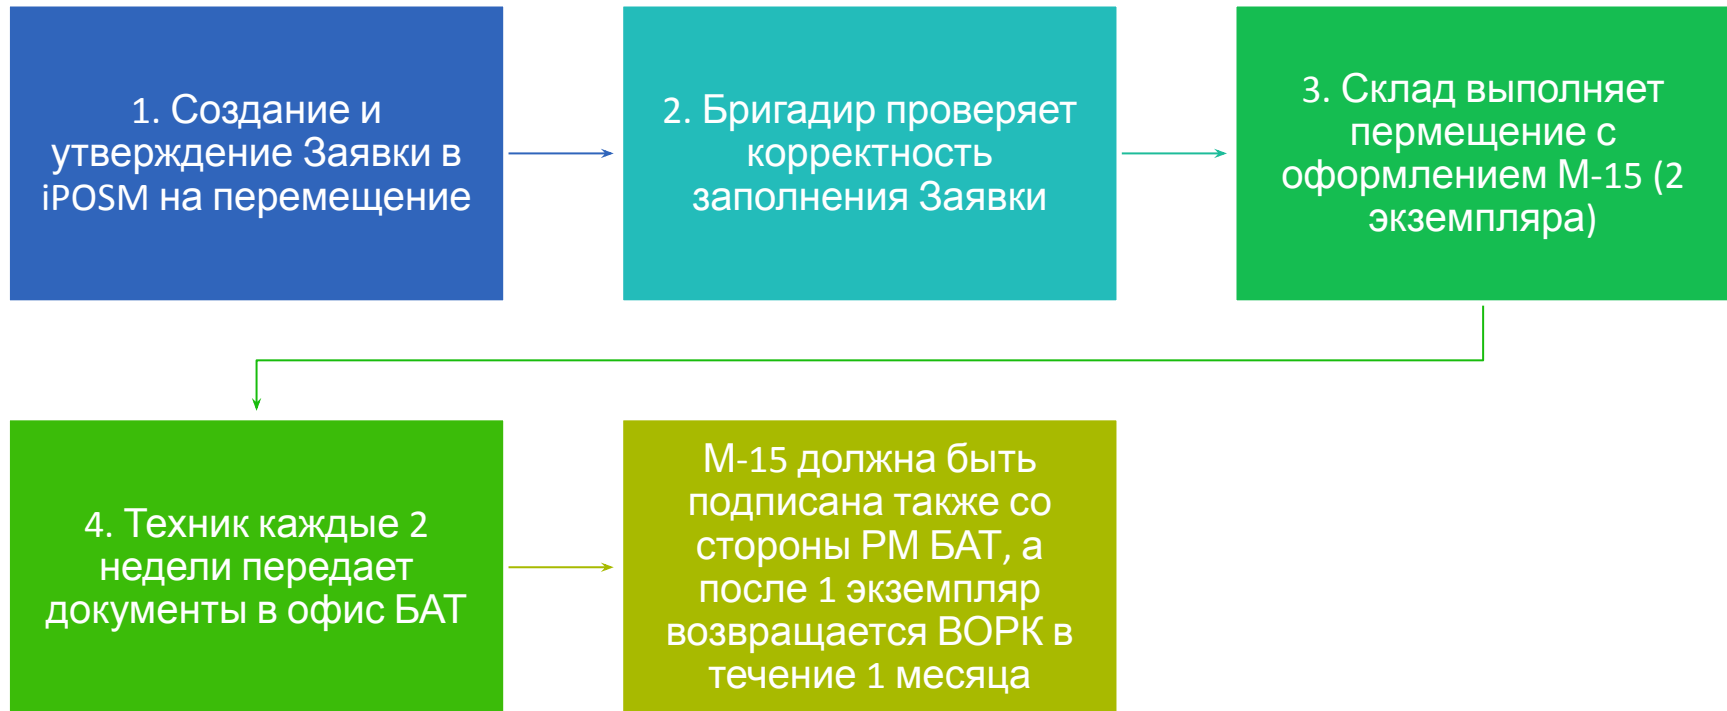 1. Создание и
утверждение Заявки в
iPOSM на перемещение
2. Бригадир проверяет
корректность
заполнения Заявки
3. Склад выполняет
пермещение с
оформлением М-15 (2
экземпляра)
4. Техник каждые 2
недели передает
документы в офис БАТ
М-15 должна быть
подписана также со
стороны РМ БАТ, а
после 1 экземпляр
возвращается ВОРК в
течение 1 месяца